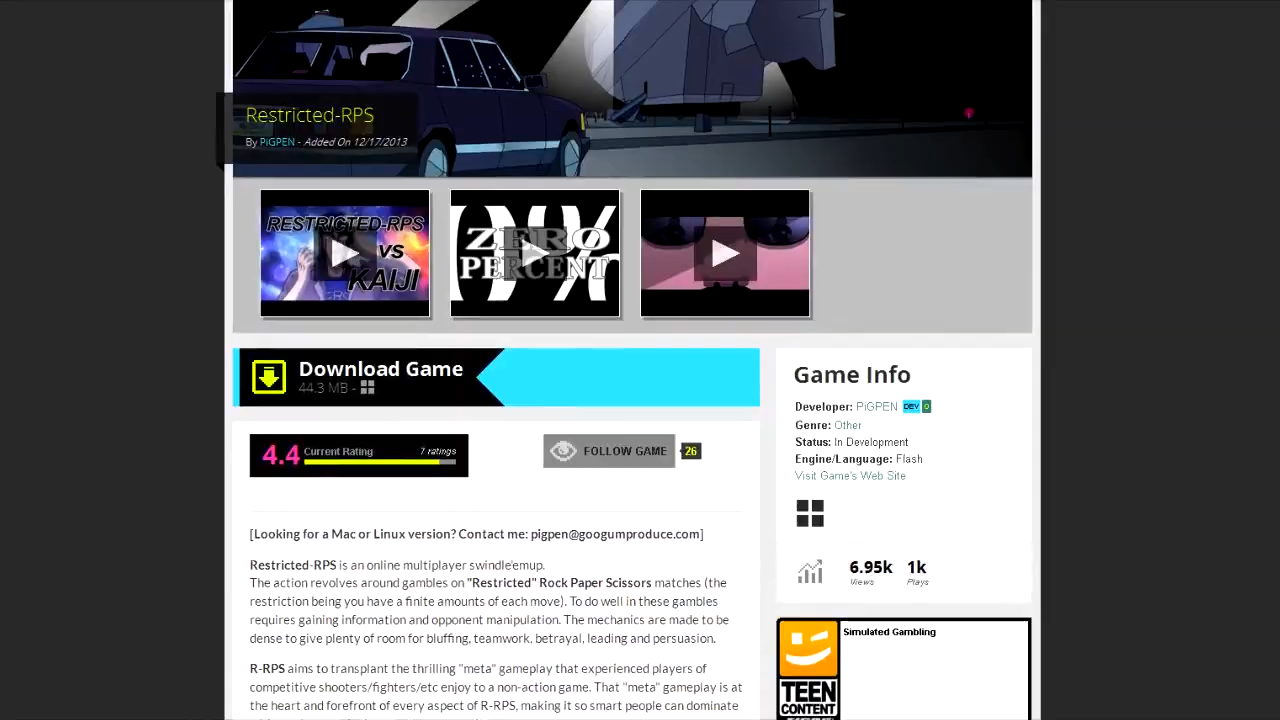 Restricted-RPS
By PiGPEN - Added On 12/17/2013
RESTRICTED-RPS
VS
KAIJI
ZERO
PERCENT
Download Game
44.3 MB -
4.4 Current Rating 7 ratings
FOLLOW GAME 26
[Looking for a Mac or Linux version? Contact me: pigpen@googumproduce.com]
Restricted-RPS is an online multiplayer swindle'emup.
The action revolves around gambles on "Restricted" Rock Paper Scissors matches (the
restriction being you have a finite amounts of each move). To do well in these gambles
requires gaining information and opponent manipulation. The mechanics are made to be
dense to give plenty of room for bluffing, teamwork, betrayal, leading and persuasion.
R-RPS aims to transplant the thrilling "meta" gameplay that experienced players of
competitive shooters/fighters/etc enjoy to a non-action game. That "meta" gameplay is at
the heart and forefront of every aspect of R-RPS, making it so smart people can dominate
Game Info
Developer: PiGPEN DEV 0
Genre: Other
Status: In Development
Engine/Language: Flash
Visit Game's Web Site
6.95k 1k
Views Plays
Simulated Gambling
TEEN
CONTENT